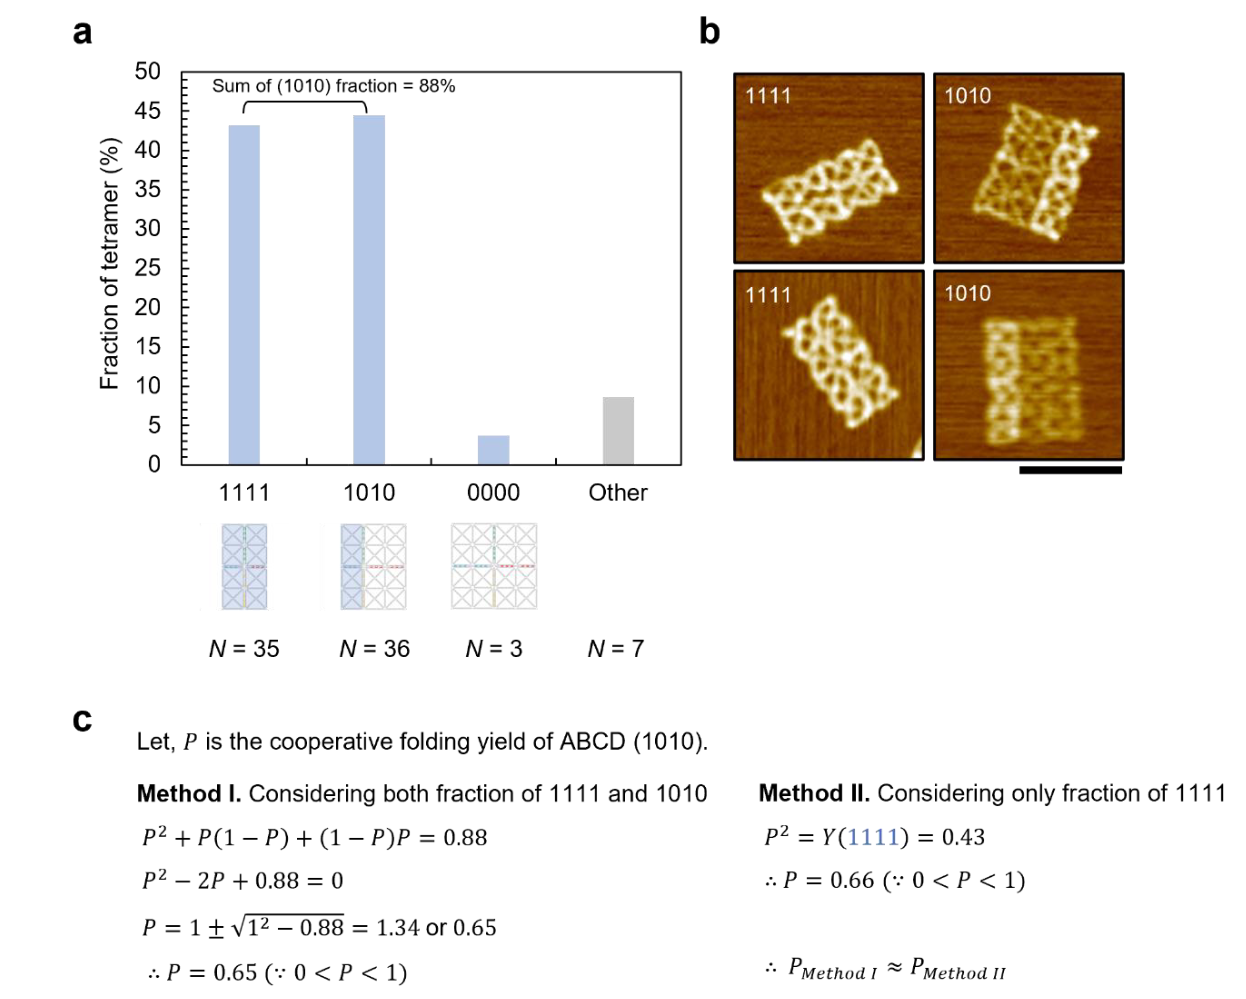 a
Sum of (1010) fraction = 88%
50
45
40
35
30
25
20
15
10
5
0
Fraction of tetramer (%)
1111 1010 0000 Other
N = 35 N = 36 N = 3 N = 7
b
1111 1010
1111 1010
c
Let, P is the cooperative folding yield of ABCD (1010).
Method I. Considering both fraction of 1111 and 1010
P² + P(1 − P) + (1 − P)P = 0.88
P² − 2P + 0.88 = 0
P = 1 ± √(1² − 0.88) = 1.34 or 0.65
∴ P = 0.65 (∵ 0 < P < 1)
Method II. Considering only fraction of 1111
P² = Y(1111) = 0.43
∴ P = 0.66 (∵ 0 < P < 1)
∴ P_Method I ≈ P_Method II